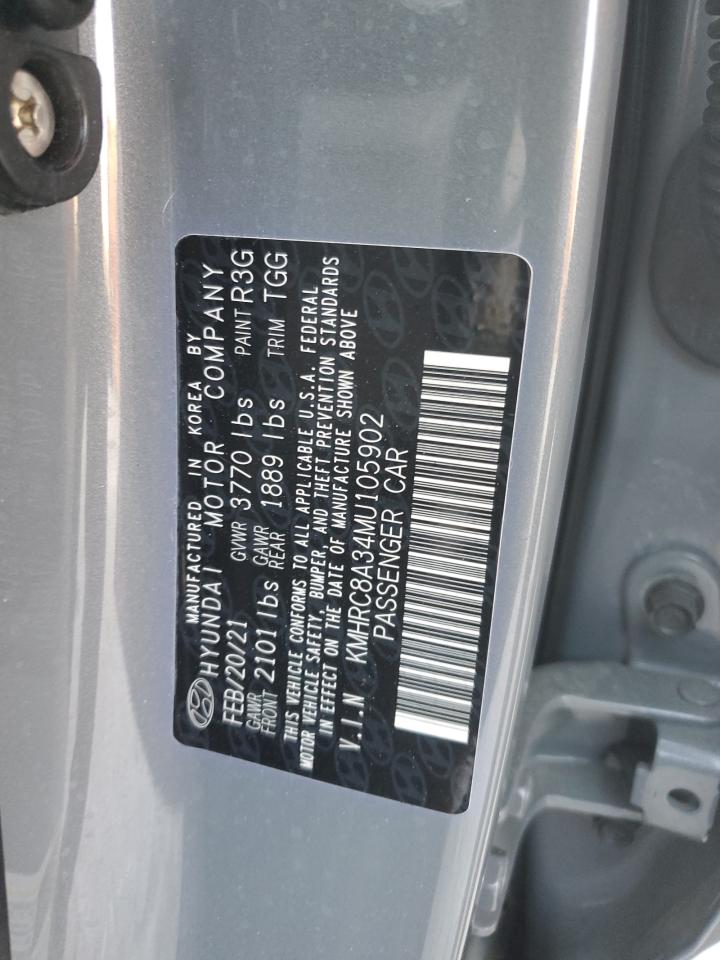 MANUFACTURED IN KOREA BY
HYUNDAI MOTOR COMPANY
FEB/20/21 GVWR 3770 lbs PAINT R3G
GAWR FRONT 2101 lbs GAWR REAR 1889 lbs TRIM TGG
THIS VEHICLE CONFORMS TO ALL APPLICABLE U.S.A. FEDERAL
MOTOR VEHICLE SAFETY, BUMPER, AND THEFT PREVENTION STANDARDS
IN EFFECT ON THE DATE OF MANUFACTURE SHOWN ABOVE
V.I.N KMHRC8A34MU105902
PASSENGER CAR